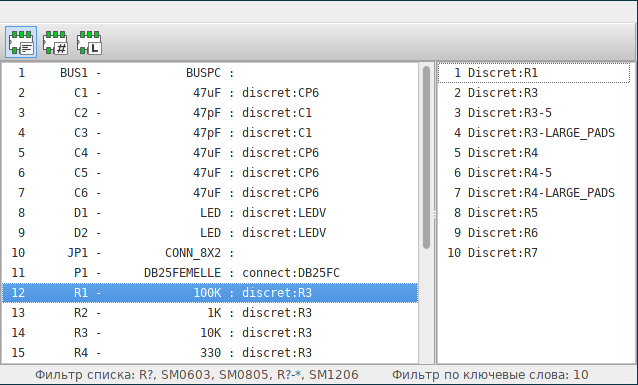 #
L
1 BUS1 - BUSPC :
2 C1 - 47uF : discret:CP6
3 C2 - 47pF : discret:C1
4 C3 - 47pF : discret:C1
5 C4 - 47uF : discret:CP6
6 C5 - 47uF : discret:CP6
7 C6 - 47uF : discret:CP6
8 D1 - LED : discret:LEDV
9 D2 - LED : discret:LEDV
10 JP1 - CONN_8X2 :
11 P1 - DB25FEMELLE : connect:DB25FC
12 R1 - 100K : discret:R3
13 R2 - 1K : discret:R3
14 R3 - 10K : discret:R3
15 R4 - 330 : discret:R3
1 Discret:R1
2 Discret:R3
3 Discret:R3-5
4 Discret:R3-LARGE_PADS
5 Discret:R4
6 Discret:R4-5
7 Discret:R4-LARGE_PADS
8 Discret:R5
9 Discret:R6
10 Discret:R7
Фильтр списка: R?, SM0603, SM0805, R?-*, SM1206
Фильтр по ключевые слова: 10